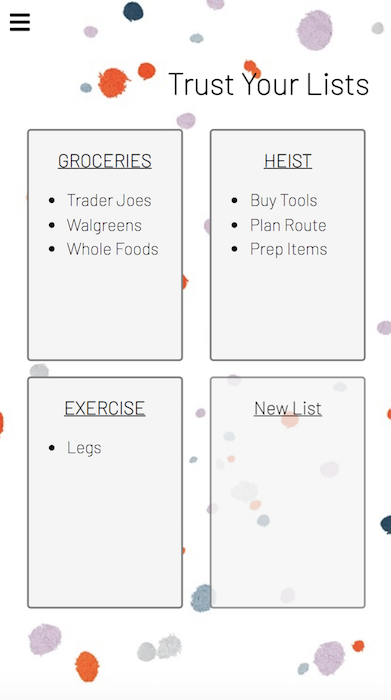 Trust Your Lists
GROCERIES
Trader Joes
Walgreens
Whole Foods
HEIST
Buy Tools
Plan Route
Prep Items
EXERCISE
Legs
New List